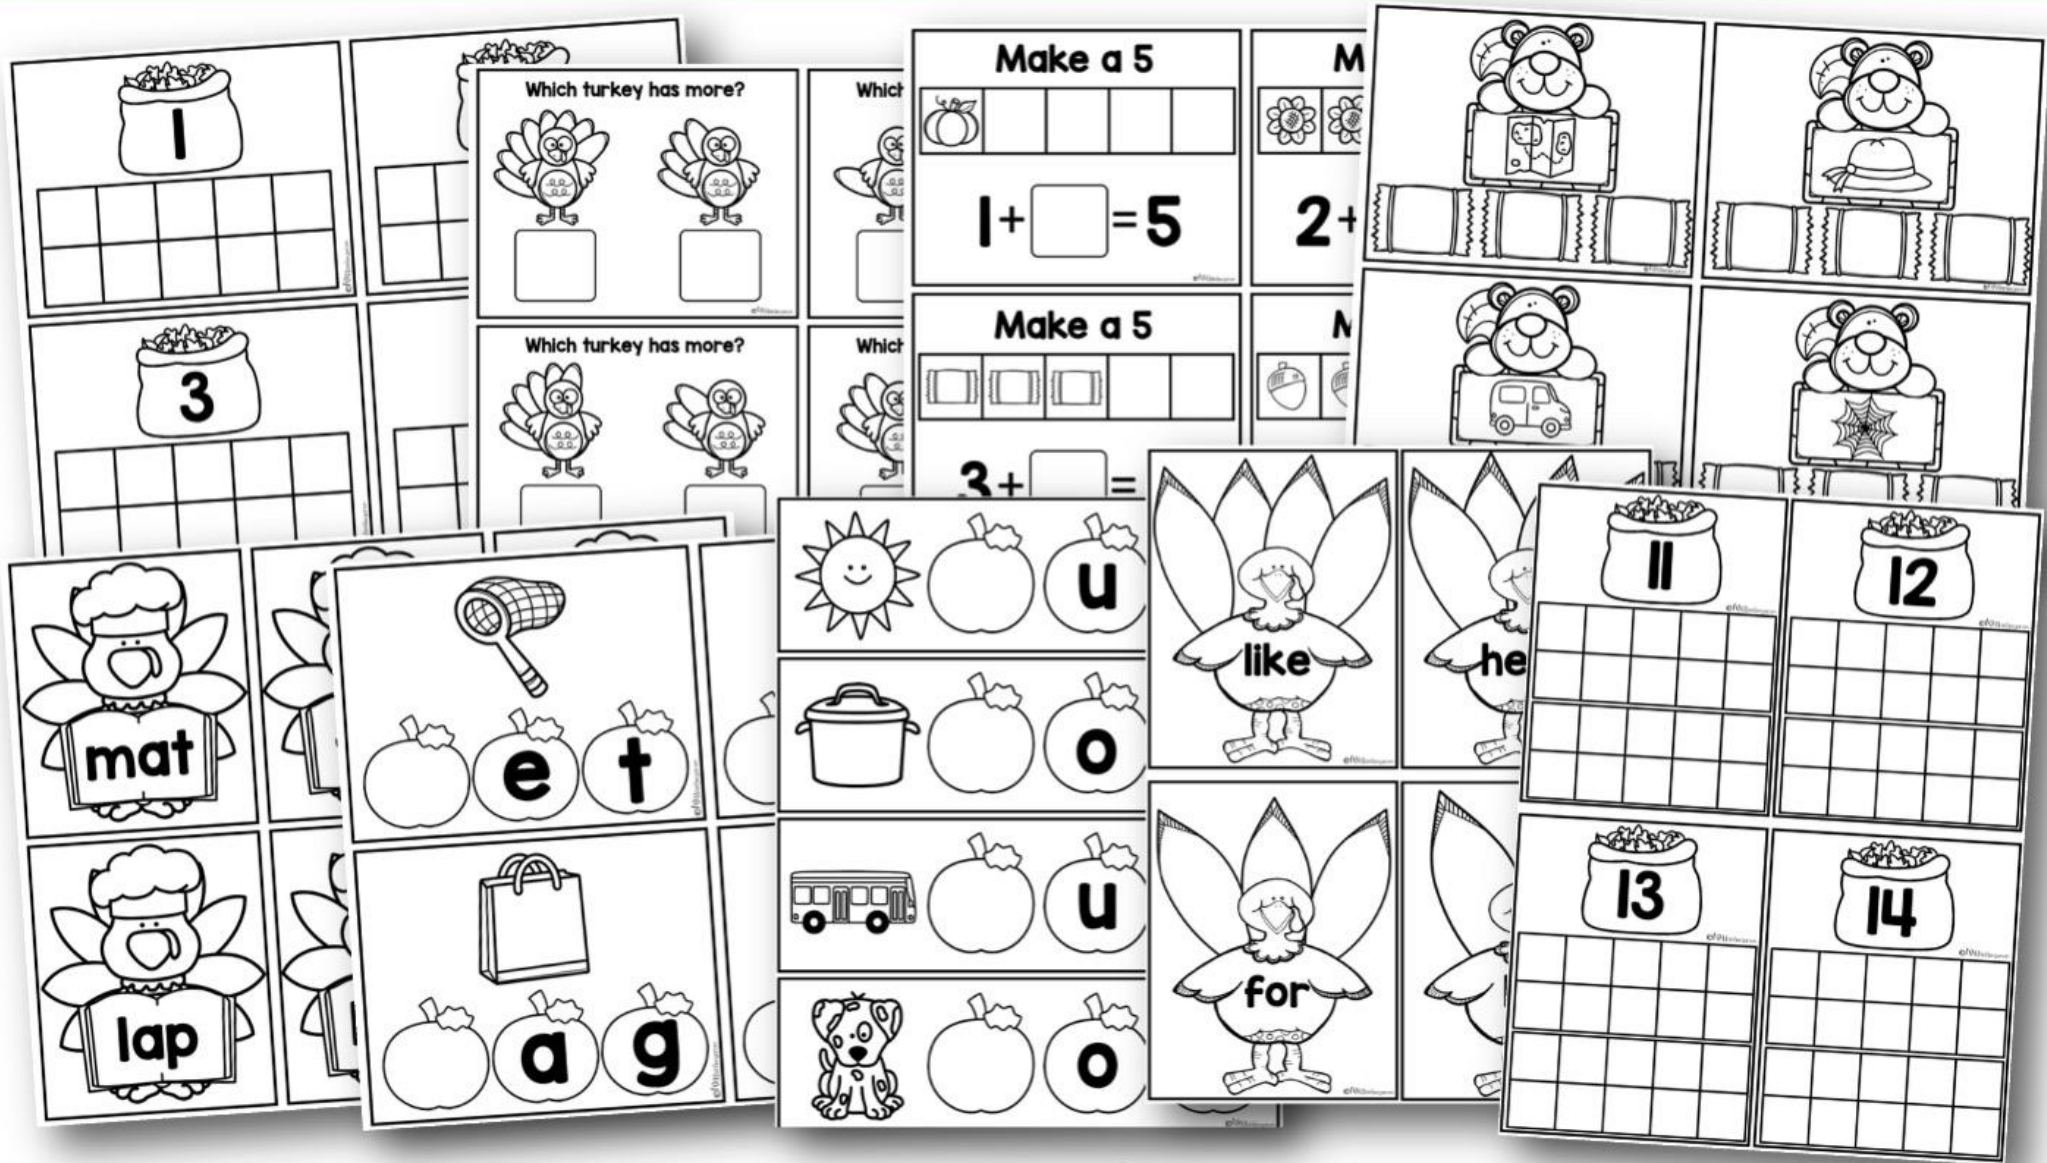 1
3
Which turkey has more?
Which
Which turkey has more?
Which
Make a 5
1+ = 5
M
2+
Make a 5
3+ =
M
mat
lap
e t
a g
u
o
u
o
like
he
for
11
12
13
14